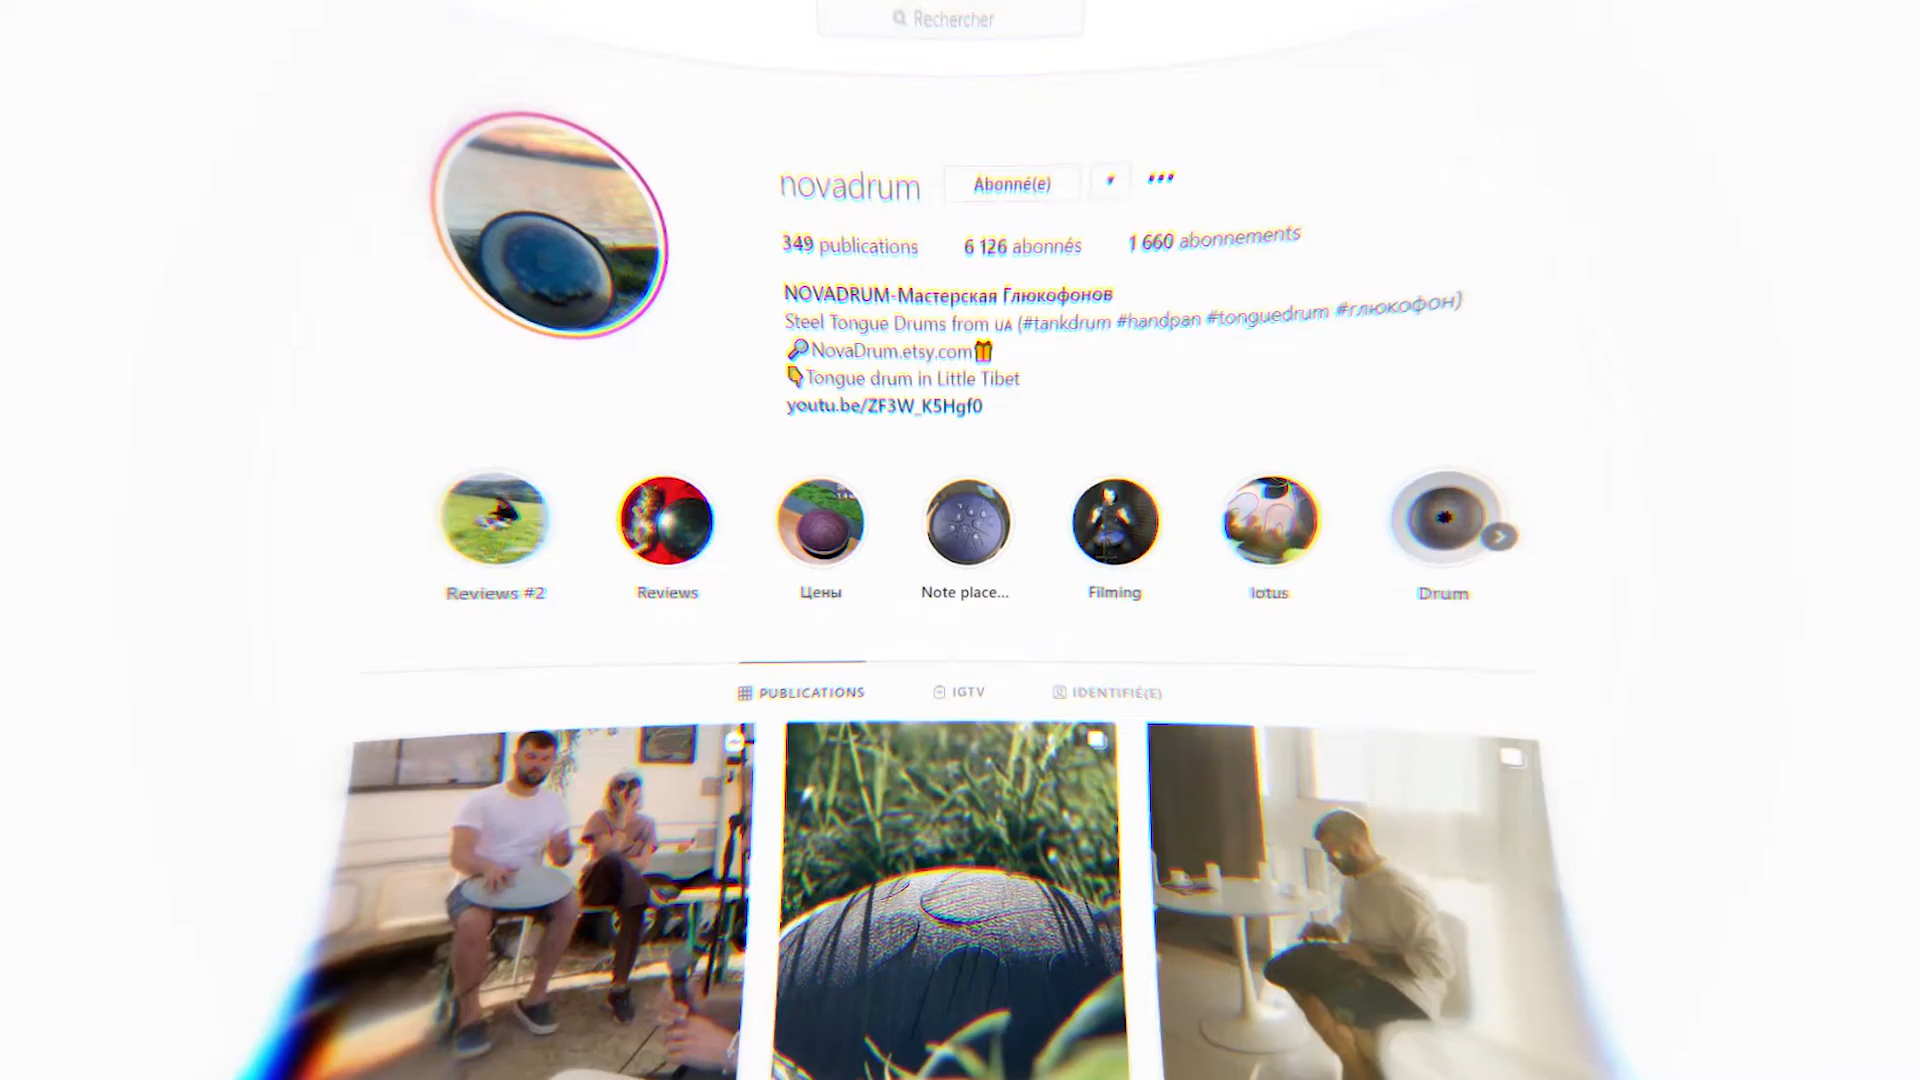 Rechercher
novadrum Abonné(e)
349 publications 6 126 abonnés 1 660 abonnements
NOVADRUM-Мастерская Глюкофонов
Steel Tongue Drums from UA (#tankdrum #handpan #tonguedrum #глюкофон)
🔎NovaDrum.etsy.com🎁
👇Tongue drum in Little Tibet
youtu.be/ZF3W_K5Hgf0
Reviews #2 Reviews Цены Note place... Filming lotus Drum
PUBLICATIONS IGTV IDENTIFIÉ(E)